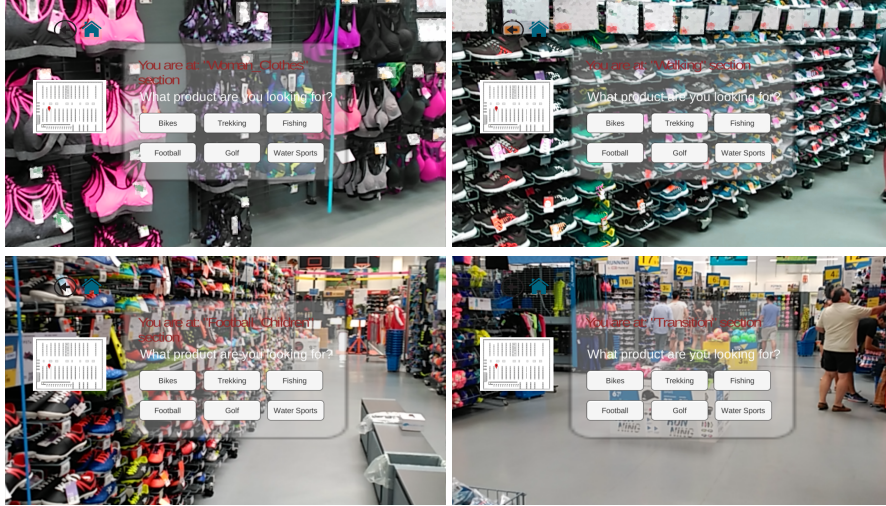 You are at: "Woman Clothes"
section
What product are you looking for?
Bikes
Trekking
Fishing
Football
Golf
Water Sports
You are at: "Walking" section
What product are you looking for?
Bikes
Trekking
Fishing
Football
Golf
Water Sports
You are at: "Football Children"
section
What product are you looking for?
Bikes
Trekking
Fishing
Football
Golf
Water Sports
You are at: "Transition" section
What product are you looking for?
Bikes
Trekking
Fishing
Football
Golf
Water Sports
RUNNING